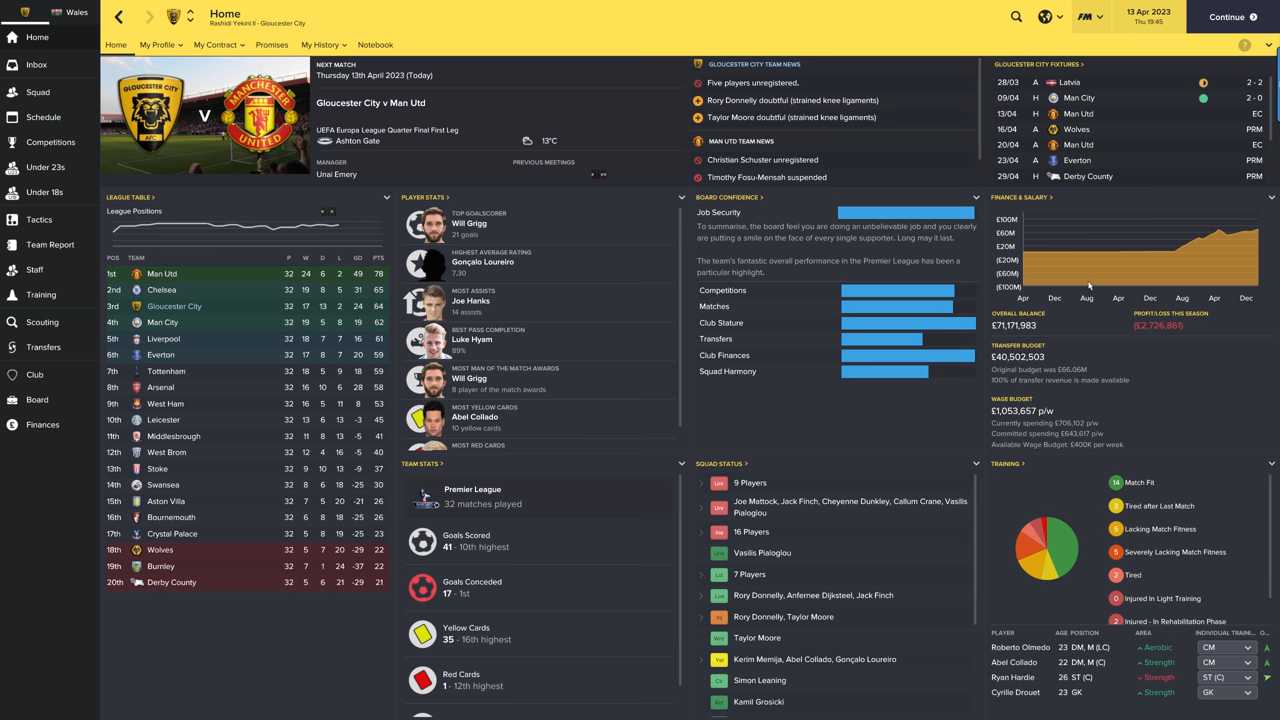 Wales
Home
Inbox
Squad
Schedule
Competitions
Under 23s
Under 18s
Tactics
Team Report
Staff
Training
Scouting
Transfers
Club
Board
Finances
Home
Rashidi Yekini II - Gloucester City
FM
13 Apr 2023
Thu 19:45
Continue
Home
My Profile
My Contract
Promises
My History
Notebook
GLOUCESTER CITY
AFC
V
MANCHESTER
UNITED
NEXT MATCH
Thursday 13th April 2023 (Today)
Gloucester City v Man Utd
UEFA Europa League Quarter Final First Leg
Ashton Gate
13°C
MANAGER
PREVIOUS MEETINGS
Unai Emery
GLOUCESTER CITY TEAM NEWS
Five players unregistered.
Rory Donnelly doubtful (strained knee ligaments)
Taylor Moore doubtful (strained knee ligaments)
MAN UTD TEAM NEWS
Christian Schuster unregistered
Timothy Fosu-Mensah suspended
GLOUCESTER CITY FIXTURES
28/03 A Latvia 2 - 2
09/04 H Man City 2 - 0
13/04 H Man Utd EC
16/04 A Wolves PRM
20/04 A Man Utd EC
23/04 A Everton PRM
29/04 H Derby County PRM
LEAGUE TABLE
League Positions
POS TEAM P W D L GD PTS
1st Man Utd 32 24 6 2 49 78
2nd Chelsea 32 19 8 5 31 65
3rd Gloucester City 32 17 13 2 24 64
4th Man City 32 19 5 8 19 62
5th Liverpool 32 18 7 7 16 61
6th Everton 32 17 8 7 20 59
7th Tottenham 32 18 5 9 18 59
8th Arsenal 32 16 10 6 28 58
9th West Ham 32 16 5 11 8 53
10th Leicester 32 13 6 13 -3 45
11th Middlesbrough 32 11 8 13 -5 41
12th West Brom 32 12 4 16 -5 40
13th Stoke 32 9 10 13 -9 37
14th Swansea 32 8 6 18 -25 30
15th Aston Villa 32 5 7 20 -21 26
16th Bournemouth 32 6 8 18 -25 26
17th Crystal Palace 32 5 8 19 -25 23
18th Wolves 32 5 7 20 -29 22
19th Burnley 32 7 1 24 -37 22
20th Derby County 32 5 6 21 -29 21
PLAYER STATS
TOP GOALSCORER
Will Grigg
21 goals
HIGHEST AVERAGE RATING
Gonçalo Loureiro
7.30
MOST ASSISTS
Joe Hanks
14 assists
BEST PASS COMPLETION
Luke Hyam
89%
MOST MAN OF THE MATCH AWARDS
Will Grigg
8 player of the match awards
MOST YELLOW CARDS
Abel Collado
10 yellow cards
MOST RED CARDS
TEAM STATS
Premier League
32 matches played
Goals Scored
41 - 10th highest
Goals Conceded
17 - 1st
Yellow Cards
35 - 16th highest
Red Cards
1 - 12th highest
BOARD CONFIDENCE
Job Security
To summarise, the board feel you are doing an unbelievable job and you clearly
are putting a smile on the face of every single supporter. Long may it last.
The team's fantastic overall performance in the Premier League has been a
particular highlight.
Competitions
Matches
Club Stature
Transfers
Club Finances
Squad Harmony
SQUAD STATUS
Unr 9 Players
Joe Mattock, Jack Finch, Cheyenne Dunkley, Callum Crane, Vasilis
Pialoglou
Ine 16 Players
Vasilis Pialoglou
Lst 7 Players
Loa Rory Donnelly, Anfernee Dijksteel, Jack Finch
Inj Rory Donnelly, Taylor Moore
Wnt Taylor Moore
Yel Kerim Memija, Abel Collado, Gonçalo Loureiro
Ctr Simon Leaning
Kamil Grosicki
FINANCE & SALARY
£100M
£60M
£20M
(£20M)
(£60M)
(£100M)
Apr Dec Aug Apr Dec Aug Apr Dec
OVERALL BALANCE
£71,171,983
PROFIT/LOSS THIS SEASON
(£2,726,861)
TRANSFER BUDGET
£40,502,503
Original budget was £66.06M
100% of transfer revenue is made available
WAGE BUDGET
£1,053,657 p/w
Currently spending £706,102 p/w
Committed spending £643,617 p/w
Available Wage Budget: £400K per week
TRAINING
14 Match Fit
3 Tired after Last Match
5 Lacking Match Fitness
5 Severely Lacking Match Fitness
2 Tired
0 Injured In Light Training
2 Injured - In Rehabilitation Phase
PLAYER AGE POSITION AREA INDIVIDUAL TRAINI... O...
Roberto Olmedo 23 DM, M (LC) Aerobic CM
Abel Collado 22 DM, M (C) Strength CM
Ryan Hardie 26 ST (C) Strength ST (C)
Cyrille Drouet 23 GK Strength GK